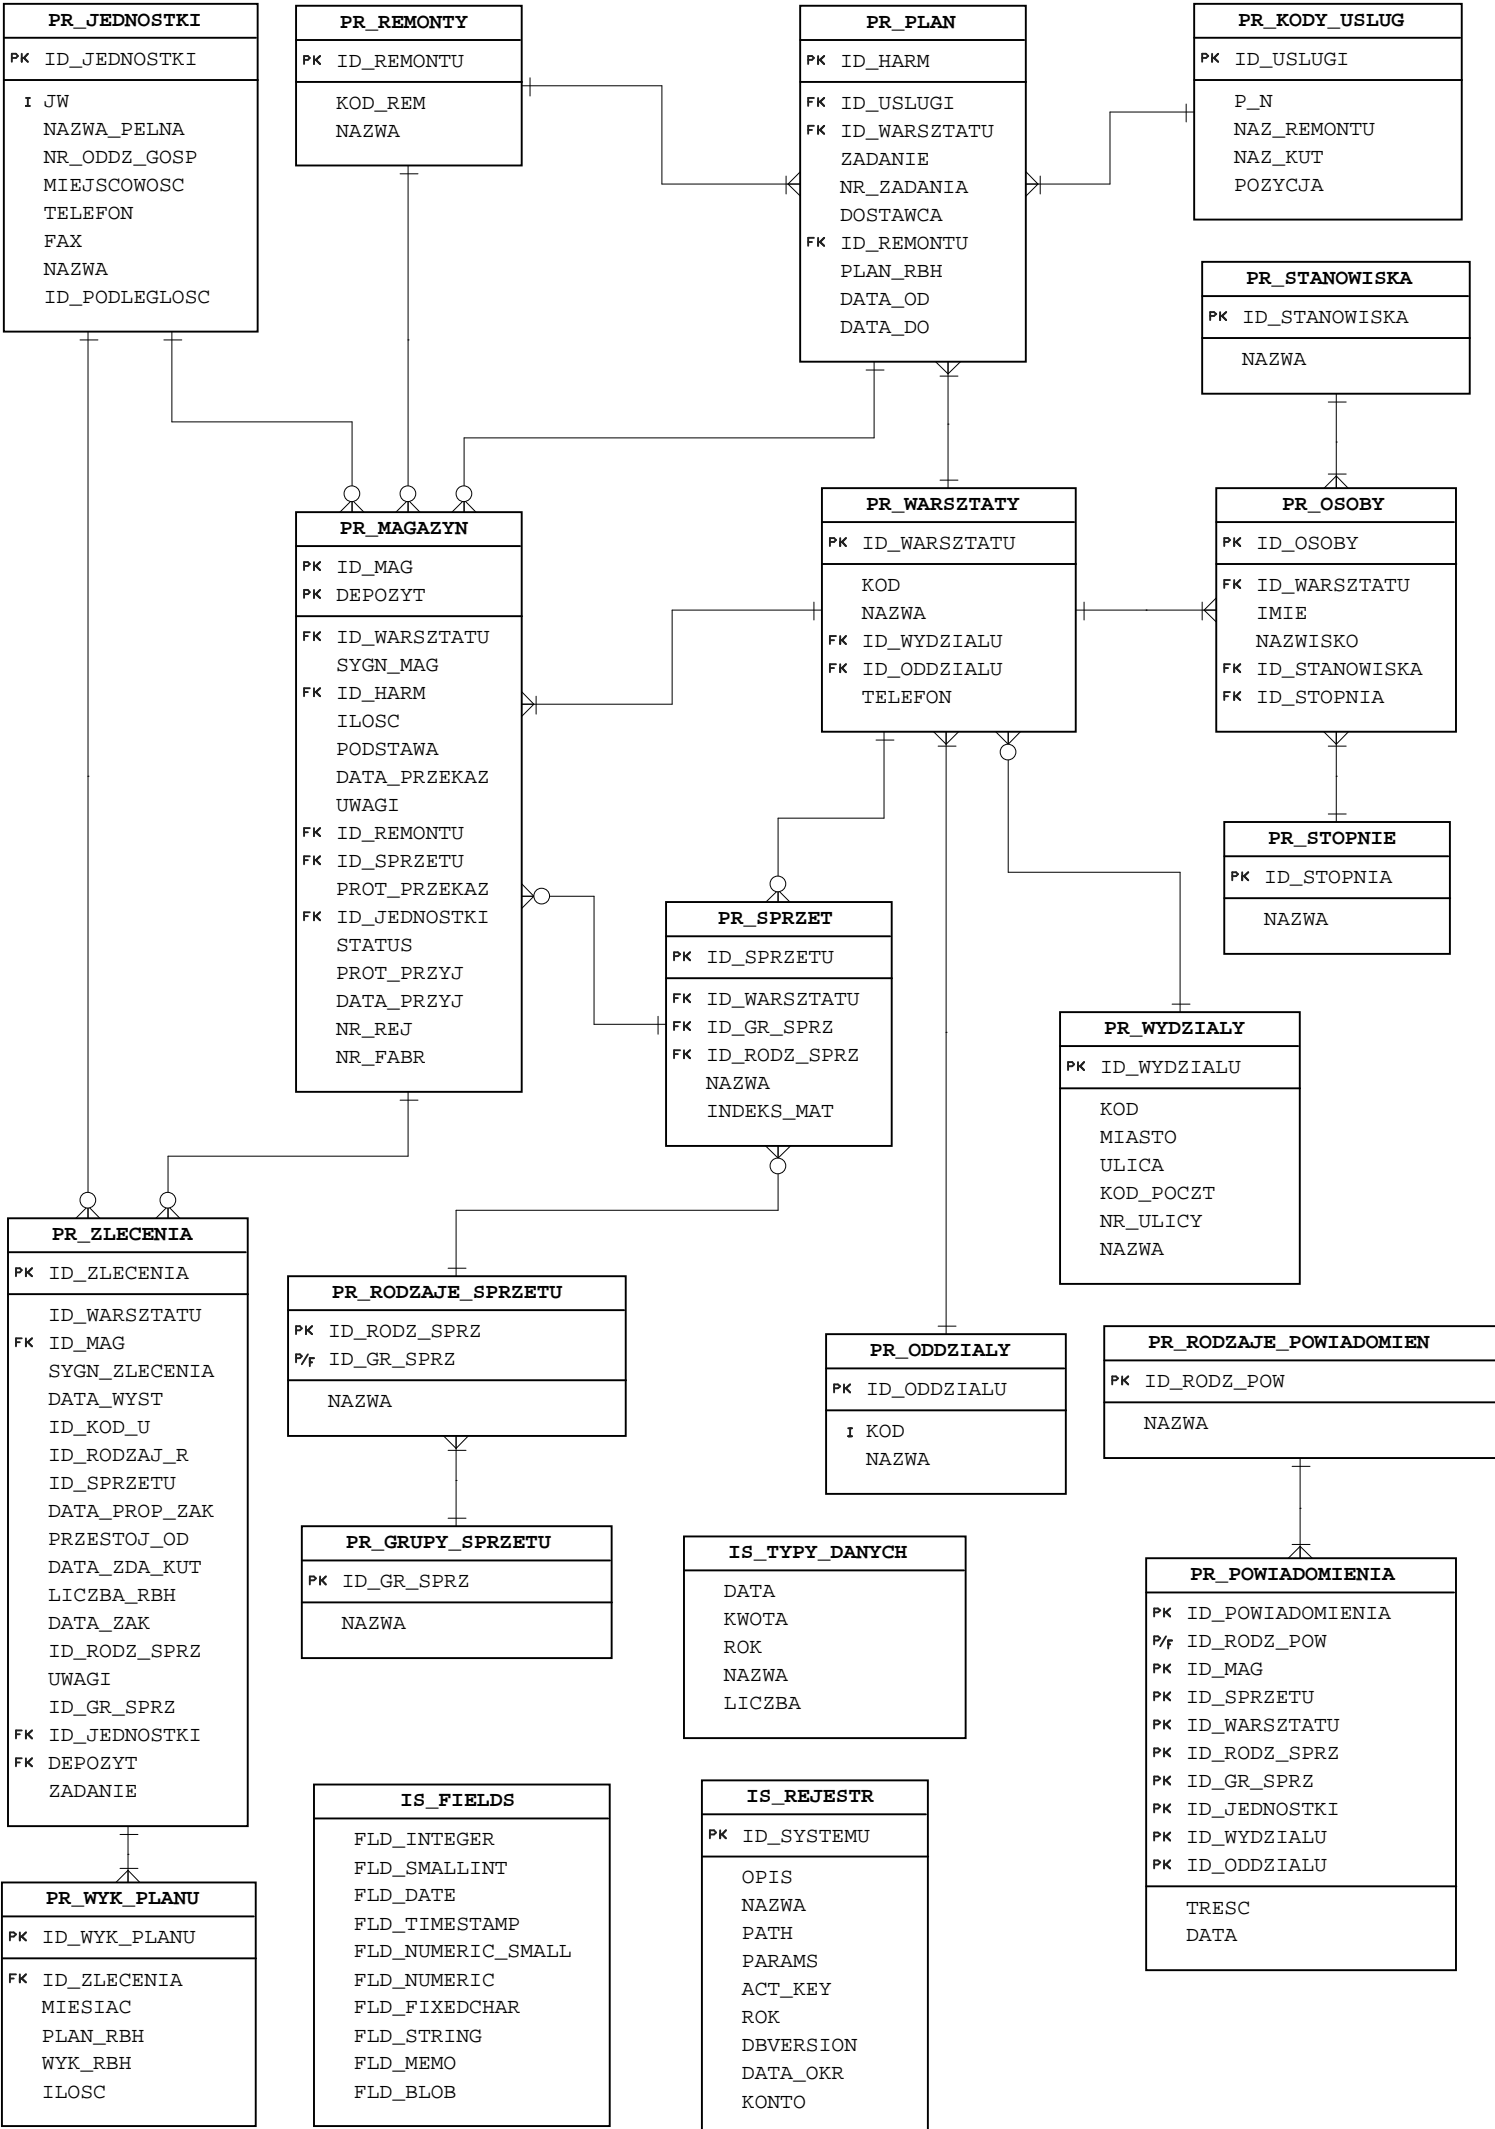 PR_JEDNOSTKI
PK ID_JEDNOSTKI
I JW
NAZWA_PELNA
NR_ODDZ_GOSP
MIEJSCOWOSC
TELEFON
FAX
NAZWA
ID_PODLEGLOSC
PR_REMONTY
PK ID_REMONTU
KOD_REM
NAZWA
PR_PLAN
PK ID_HARM
FK ID_USLUGI
FK ID_WARSZTATU
ZADANIE
NR_ZADANIA
DOSTAWCA
FK ID_REMONTU
PLAN_RBH
DATA_OD
DATA_DO
PR_KODY_USLUG
PK ID_USLUGI
P_N
NAZ_REMONTU
NAZ_KUT
POZYCJA
PR_STANOWISKA
PK ID_STANOWISKA
NAZWA
PR_MAGAZYN
PK ID_MAG
PK DEPOZYT
FK ID_WARSZTATU
SYGN_MAG
FK ID_HARM
ILOSC
PODSTAWA
DATA_PRZEKAZ
UWAGI
FK ID_REMONTU
FK ID_SPRZETU
PROT_PRZEKAZ
FK ID_JEDNOSTKI
STATUS
PROT_PRZYJ
DATA_PRZYJ
NR_REJ
NR_FABR
PR_WARSZTATY
PK ID_WARSZTATU
KOD
NAZWA
FK ID_WYDZIALU
FK ID_ODDZIALU
TELEFON
PR_OSOBY
PK ID_OSOBY
FK ID_WARSZTATU
IMIE
NAZWISKO
FK ID_STANOWISKA
FK ID_STOPNIA
PR_STOPNIE
PK ID_STOPNIA
NAZWA
PR_SPRZET
PK ID_SPRZETU
FK ID_WARSZTATU
FK ID_GR_SPRZ
FK ID_RODZ_SPRZ
NAZWA
INDEKS_MAT
PR_WYDZIALY
PK ID_WYDZIALU
KOD
MIASTO
ULICA
KOD_POCZT
NR_ULICY
NAZWA
PR_ZLECENIA
PK ID_ZLECENIA
ID_WARSZTATU
FK ID_MAG
SYGN_ZLECENIA
DATA_WYST
ID_KOD_U
ID_RODZAJ_R
ID_SPRZETU
DATA_PROP_ZAK
PRZESTOJ_OD
DATA_ZDA_KUT
LICZBA_RBH
DATA_ZAK
ID_RODZ_SPRZ
UWAGI
ID_GR_SPRZ
FK ID_JEDNOSTKI
FK DEPOZYT
ZADANIE
PR_RODZAJE_SPRZETU
PK ID_RODZ_SPRZ
P/F ID_GR_SPRZ
NAZWA
PR_ODDZIALY
PK ID_ODDZIALU
I KOD
NAZWA
PR_RODZAJE_POWIADOMIEN
PK ID_RODZ_POW
NAZWA
PR_GRUPY_SPRZETU
PK ID_GR_SPRZ
NAZWA
IS_TYPY_DANYCH
DATA
KWOTA
ROK
NAZWA
LICZBA
PR_POWIADOMIENIA
PK ID_POWIADOMIENIA
P/F ID_RODZ_POW
PK ID_MAG
PK ID_SPRZETU
PK ID_WARSZTATU
PK ID_RODZ_SPRZ
PK ID_GR_SPRZ
PK ID_JEDNOSTKI
PK ID_WYDZIALU
PK ID_ODDZIALU
TRESC
DATA
PR_WYK_PLANU
PK ID_WYK_PLANU
FK ID_ZLECENIA
MIESIAC
PLAN_RBH
WYK_RBH
ILOSC
IS_FIELDS
FLD_INTEGER
FLD_SMALLINT
FLD_DATE
FLD_TIMESTAMP
FLD_NUMERIC_SMALL
FLD_NUMERIC
FLD_FIXEDCHAR
FLD_STRING
FLD_MEMO
FLD_BLOB
IS_REJESTR
PK ID_SYSTEMU
OPIS
NAZWA
PATH
PARAMS
ACT_KEY
ROK
DBVERSION
DATA_OKR
KONTO